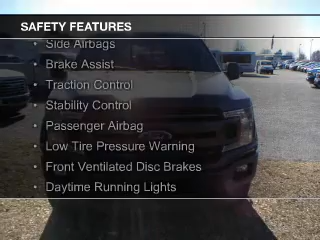 SAFETY FEATURES
• Side Airbags
• Brake Assist
• Traction Control
• Stability Control
• Passenger Airbag
• Low Tire Pressure Warning
• Front Ventilated Disc Brakes
• Daytime Running Lights